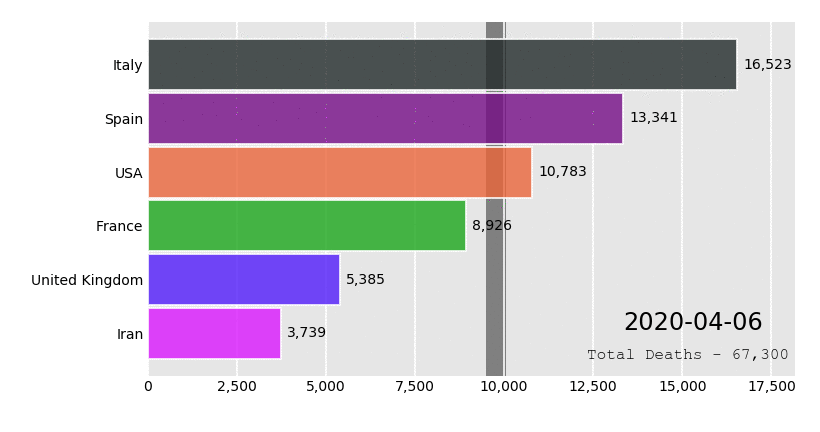 Italy 16,523
Spain 13,341
USA 10,783
France 8,926
United Kingdom 5,385
Iran 3,739
2020-04-06
Total Deaths - 67,300
0 2,500 5,000 7,500 10,000 12,500 15,000 17,500